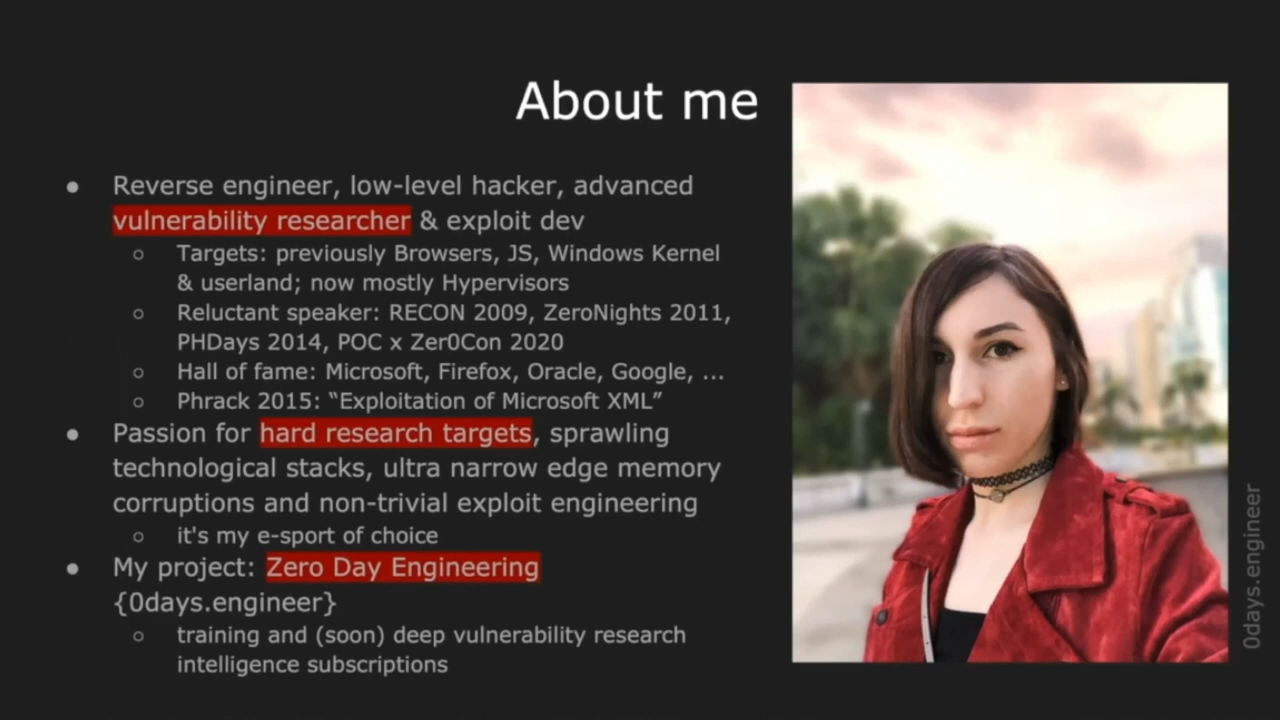 About me
● Reverse engineer, low-level hacker, advanced
vulnerability researcher & exploit dev
○ Targets: previously Browsers, JS, Windows Kernel
& userland; now mostly Hypervisors
○ Reluctant speaker: RECON 2009, ZeroNights 2011,
PHDays 2014, POC x Zer0Con 2020
○ Hall of fame: Microsoft, Firefox, Oracle, Google, ...
○ Phrack 2015: “Exploitation of Microsoft XML”
● Passion for hard research targets, sprawling
technological stacks, ultra narrow edge memory
corruptions and non-trivial exploit engineering
○ it's my e-sport of choice
● My project: Zero Day Engineering
{0days.engineer}
○ training and (soon) deep vulnerability research
intelligence subscriptions
0days.engineer